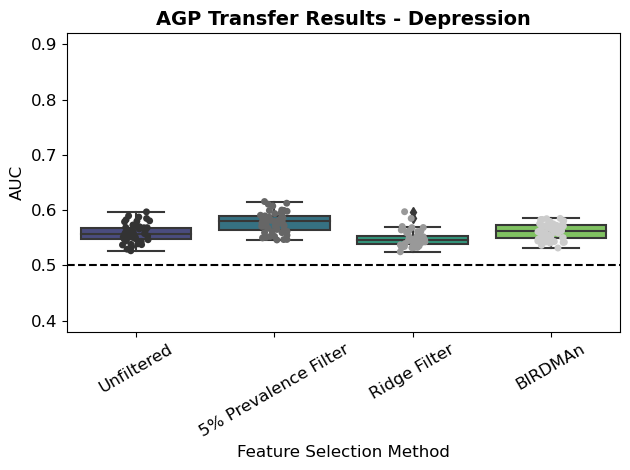 AGP Transfer Results - Depression
0.9
0.8
0.7
0.6
0.5
0.4
AUC
Unfiltered
5% Prevalence Filter
Ridge Filter
BIRDMAn
Feature Selection Method